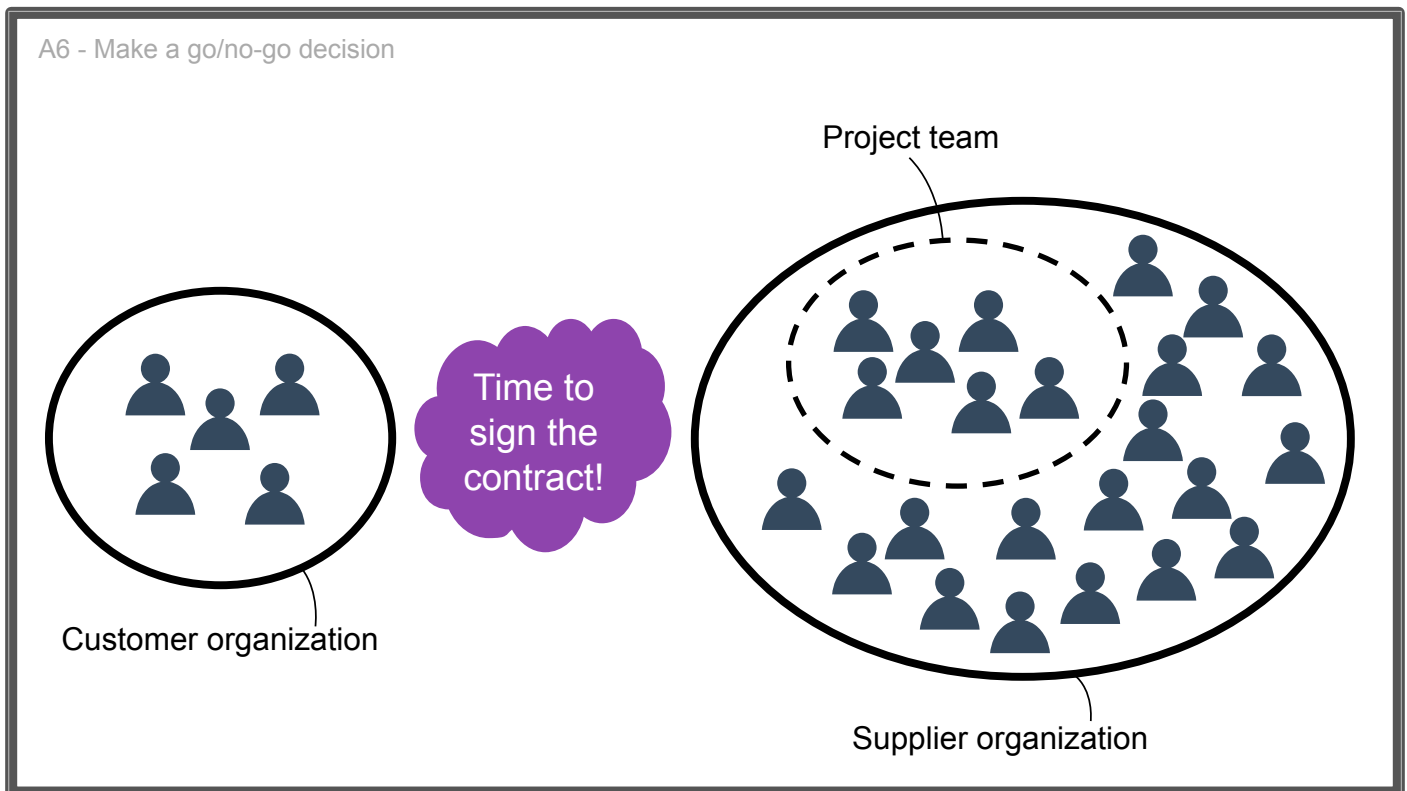 A6 - Make a go/no-go decision
Project team
Time to
sign the
contract!
Customer organization
Supplier organization